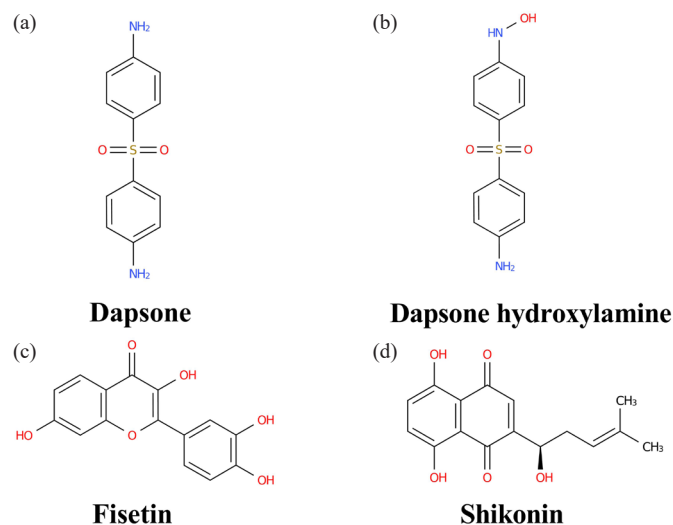 (a)
NH₂
O S O
NH₂
Dapsone
(b)
OH
HN
O S O
NH₂
Dapsone hydroxylamine
(c)
O
OH
HO
O
OH
OH
Fisetin
(d)
OH O
CH₃
CH₃
OH O OH
Shikonin